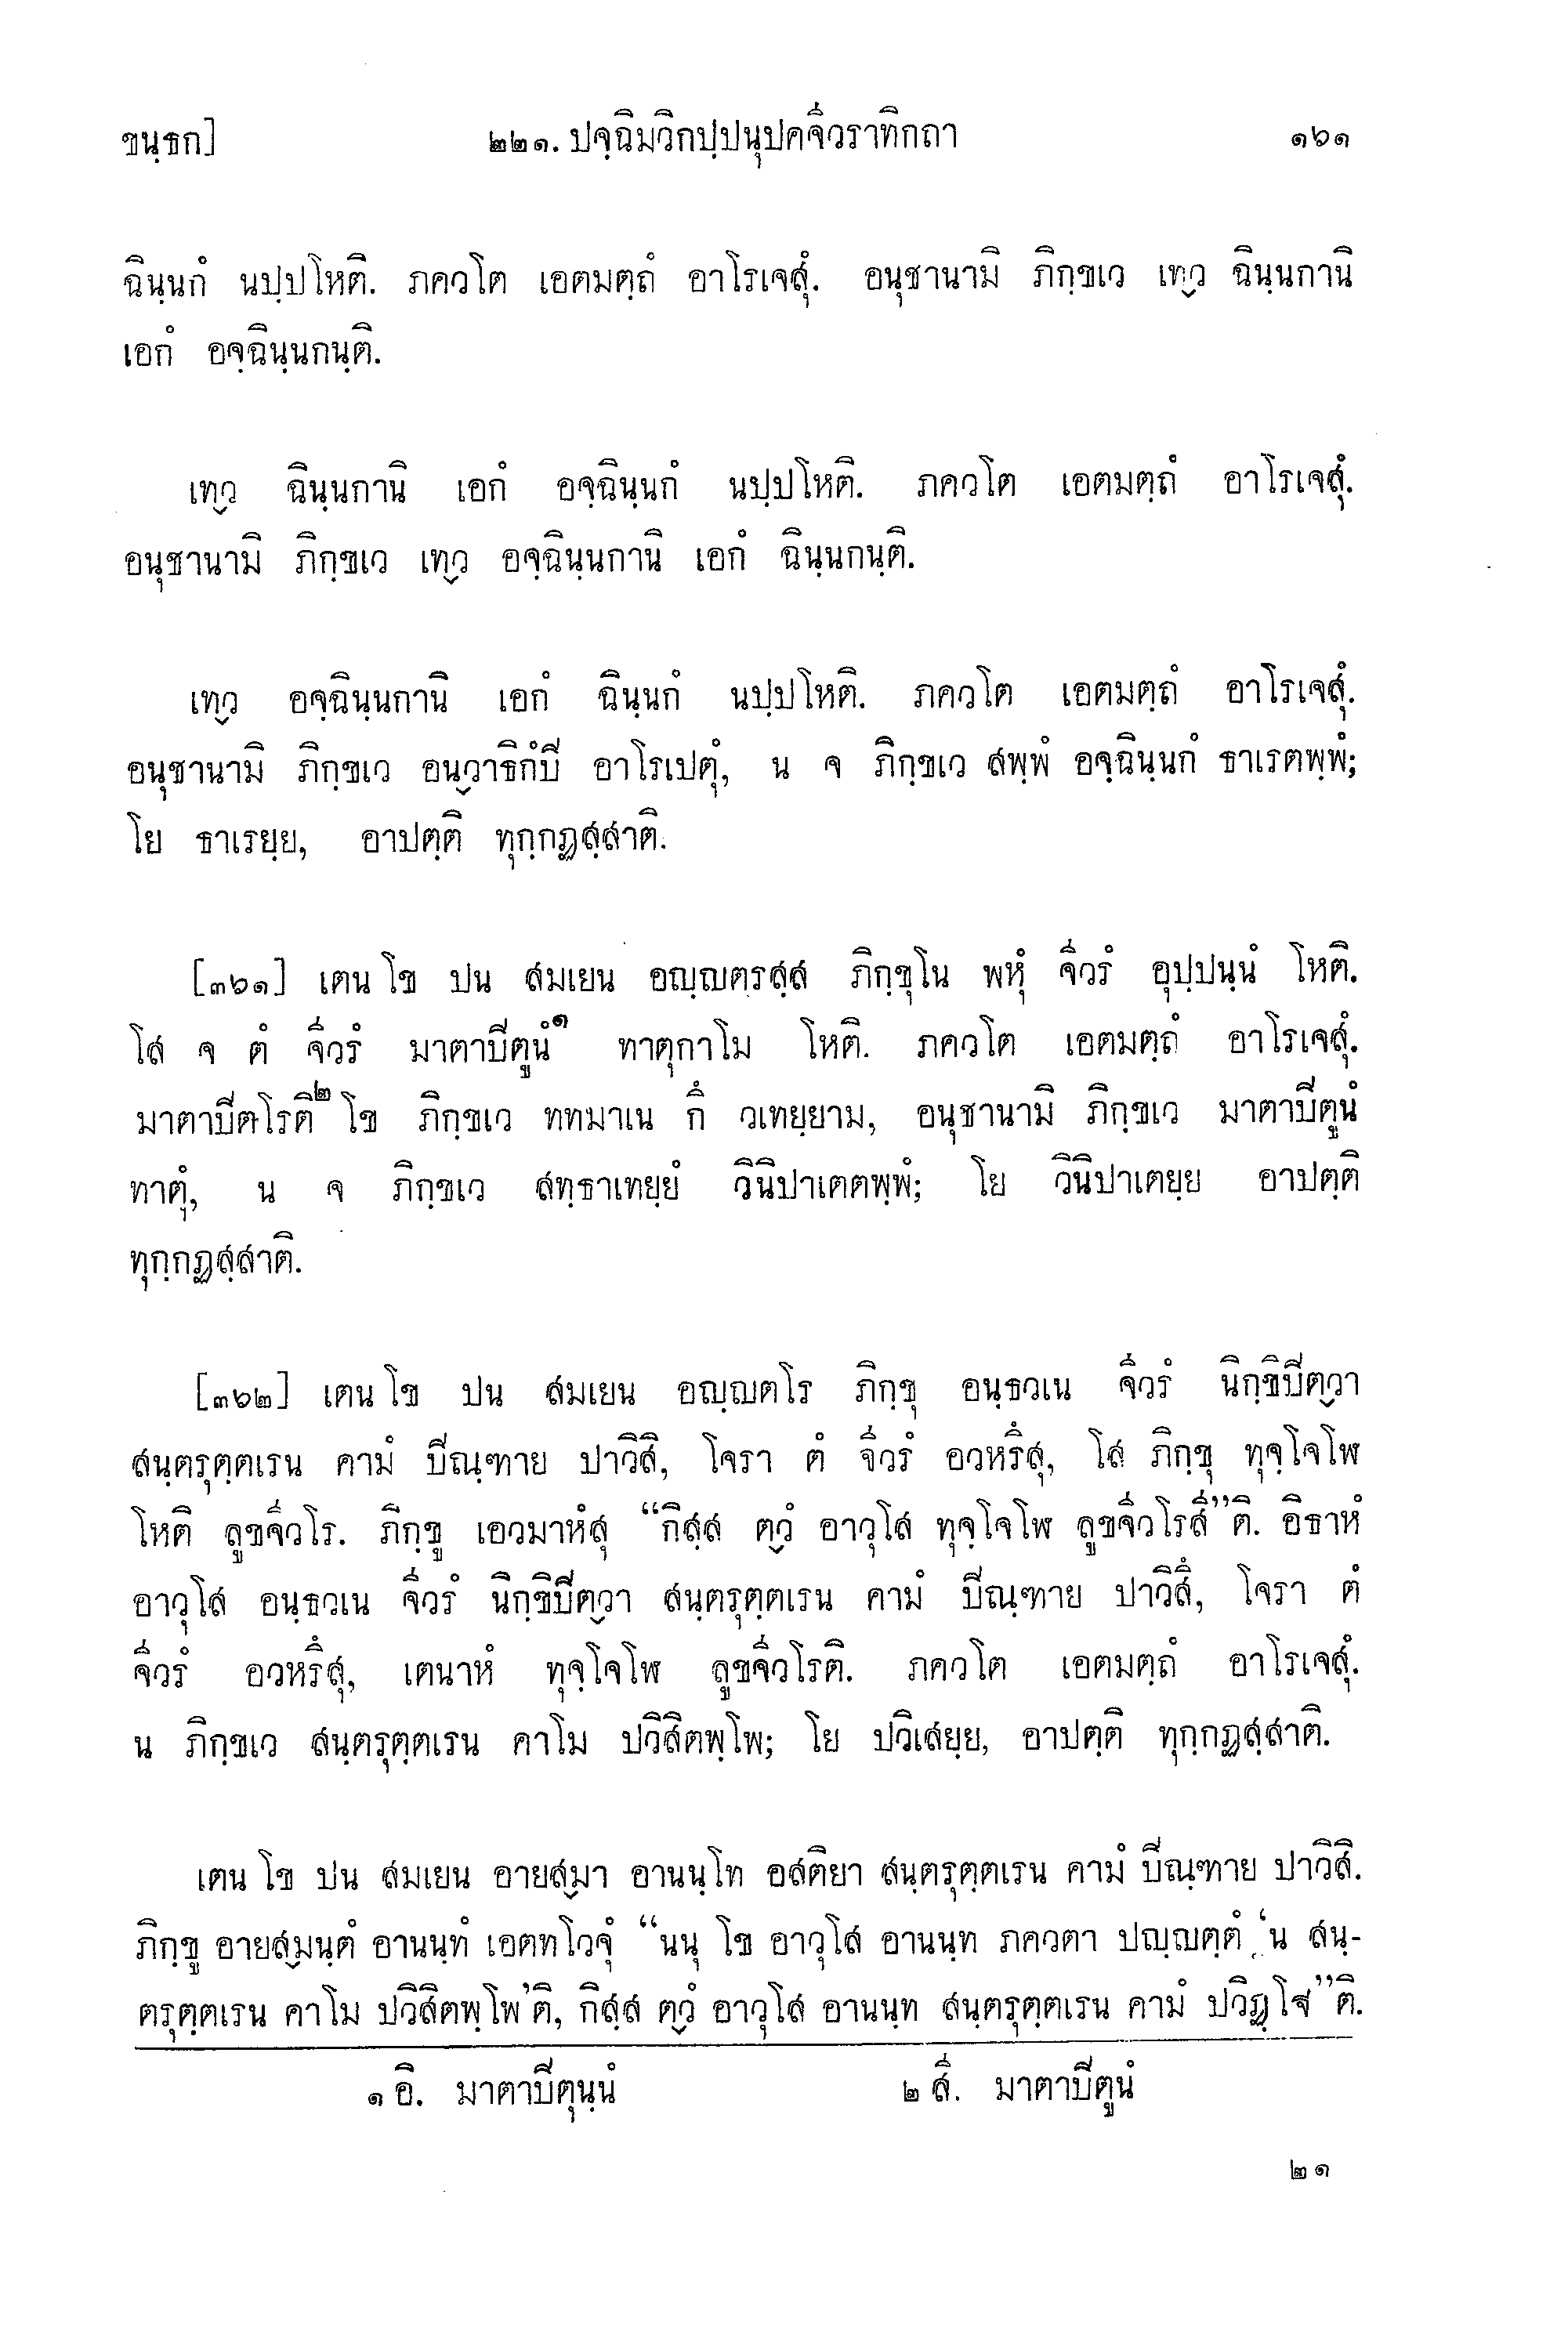 ขนฺธก]
๒๒๑. ปจฺฉิมวิกปฺปนุปคจีวราทิกถา
๑๖๑
ฉินฺนกํ นปฺปโหติ. ภควโต เอตมตฺถํ อาโรเจสุํ. อนุชานามิ ภิกฺขเว เทฺว ฉินฺนกานิ
เอกํ อจฺฉินฺนกนฺติ.
เทฺว ฉินฺนกานิ เอกํ อจฺฉินฺนกํ นปฺปโหติ. ภควโต เอตมตฺถํ อาโรเจสุํ.
อนุชานามิ ภิกฺขเว เทฺว อจฺฉินฺนกานิ เอกํ ฉินฺนกนฺติ.
เทฺว อจฺฉินฺนกานิ เอกํ ฉินฺนกํ นปฺปโหติ. ภควโต เอตมตฺถํ อาโรเจสุํ.
อนุชานามิ ภิกฺขเว อนฺวาธิกํปิ อาโรเปตุํ, น จ ภิกฺขเว สพฺพํ อจฺฉินฺนกํ ธาเรตพฺพํ;
โย ธาเรยฺย, อาปตฺติ ทุกฺกฏสฺสาติ.
[๓๖๑] เตน โข ปน สมเยน อญฺญตรสฺส ภิกฺขุโน พหุํ จีวรํ อุปฺปนฺนํ โหติ.
โส จ ตํ จีวรํ มาตาปิตูนํ๑ ทาตุกาโม โหติ. ภควโต เอตมตฺถํ อาโรเจสุํ.
มาตาปิตโรติ๒ โข ภิกฺขเว ททมาเน กึ วเทยฺยาม, อนุชานามิ ภิกฺขเว มาตาปิตูนํ
ทาตุํ, น จ ภิกฺขเว สทฺธาเทยฺยํ วินิปาเตตพฺพํ; โย วินิปาเตยฺย อาปตฺติ
ทุกฺกฏสฺสาติ.
[๓๖๒] เตน โข ปน สมเยน อญฺญตโร ภิกฺขุ อนฺธวเน จีวรํ นิกฺขิปิตฺวา
สนฺตรุตฺตเรน คามํ ปิณฺฑาย ปาวิสิ, โจรา ตํ จีวรํ อวหรึสุ, โส ภิกฺขุ ทุจฺโจโฬ
โหติ ลูขจีวโร. ภิกฺขู เอวมาหํสุ “กิสฺส ตฺวํ อาวุโส ทุจฺโจโฬ ลูขจีวโรสี”ติ. อิธาหํ
อาวุโส อนฺธวเน จีวรํ นิกฺขิปิตฺวา สนฺตรุตฺตเรน คามํ ปิณฺฑาย ปาวิสึ, โจรา ตํ
จีวรํ อวหรึสุ, เตนาหํ ทุจฺโจโฬ ลูขจีวโรติ. ภควโต เอตมตฺถํ อาโรเจสุํ.
น ภิกฺขเว สนฺตรุตฺตเรน คาโม ปวิสิตพฺโพ; โย ปวิเสยฺย, อาปตฺติ ทุกฺกฏสฺสาติ.
เตน โข ปน สมเยน อายสฺมา อานนฺโท อสติยา สนฺตรุตฺตเรน คามํ ปิณฺฑาย ปาวิสิ.
ภิกฺขู อายสฺมนฺตํ อานนฺทํ เอตทโวจุํ “นนุ โข อาวุโส อานนฺท ภควตา ปญฺญตฺตํ ‘น สนฺ-
ตรุตฺตเรน คาโม ปวิสิตพฺโพ’ติ, กิสฺส ตฺวํ อาวุโส อานนฺท สนฺตรุตฺตเรน คามํ ปวิฏฺโฐ”ติ.
๑ อิ. มาตาปิตุนฺนํ ๒ สี. มาตาปิตูนํ
๒๑